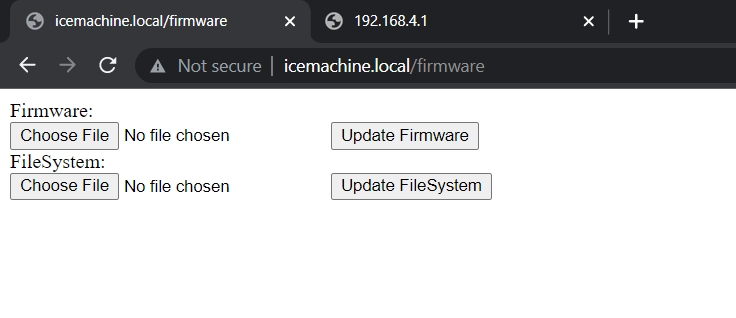 icemachine.local/firmware
192.168.4.1
Not secure | icemachine.local/firmware
Firmware:
Choose File No file chosen Update Firmware
FileSystem:
Choose File No file chosen Update FileSystem